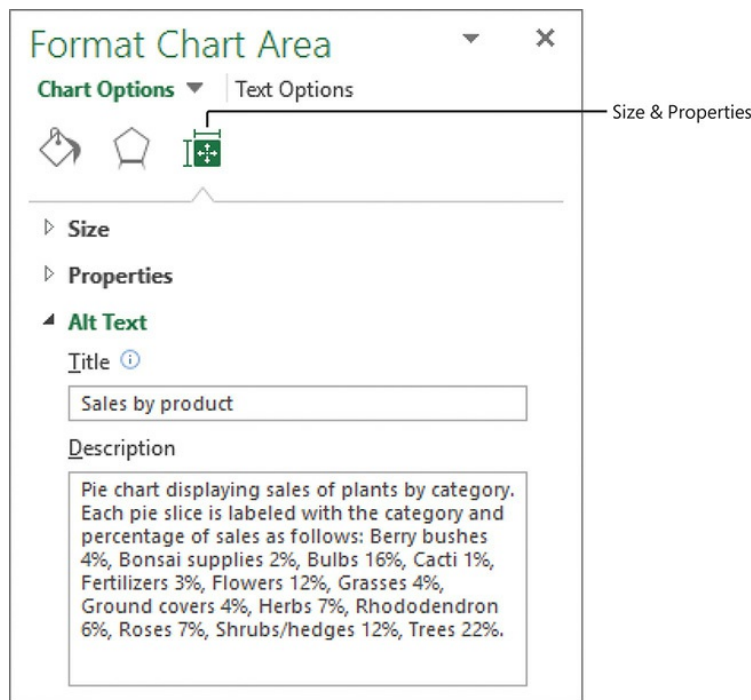 Format Chart Area
Chart Options Text Options
Size & Properties
Size
Properties
Alt Text
Title
Sales by product
Description
Pie chart displaying sales of plants by category.
Each pie slice is labeled with the category and
percentage of sales as follows: Berry bushes
4%, Bonsai supplies 2%, Bulbs 16%, Cacti 1%,
Fertilizers 3%, Flowers 12%, Grasses 4%,
Ground covers 4%, Herbs 7%, Rhododendron
6%, Roses 7%, Shrubs/hedges 12%, Trees 22%.